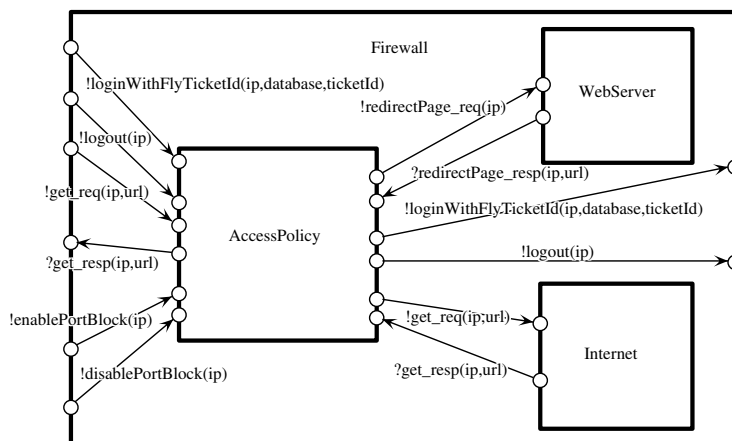 Firewall
!loginWithFlyTicketId(ip,database,ticketId)
WebServer
!redirectPage_req(ip)
!logout(ip)
?redirectPage_resp(ip,url)
!get_req(ip,url)
!loginWithFlyTicketId(ip,database,ticketId)
AccessPolicy
!logout(ip)
?get_resp(ip,url)
!enablePortBlock(ip)
!get_req(ip,url)
Internet
!disablePortBlock(ip)
?get_resp(ip,url)